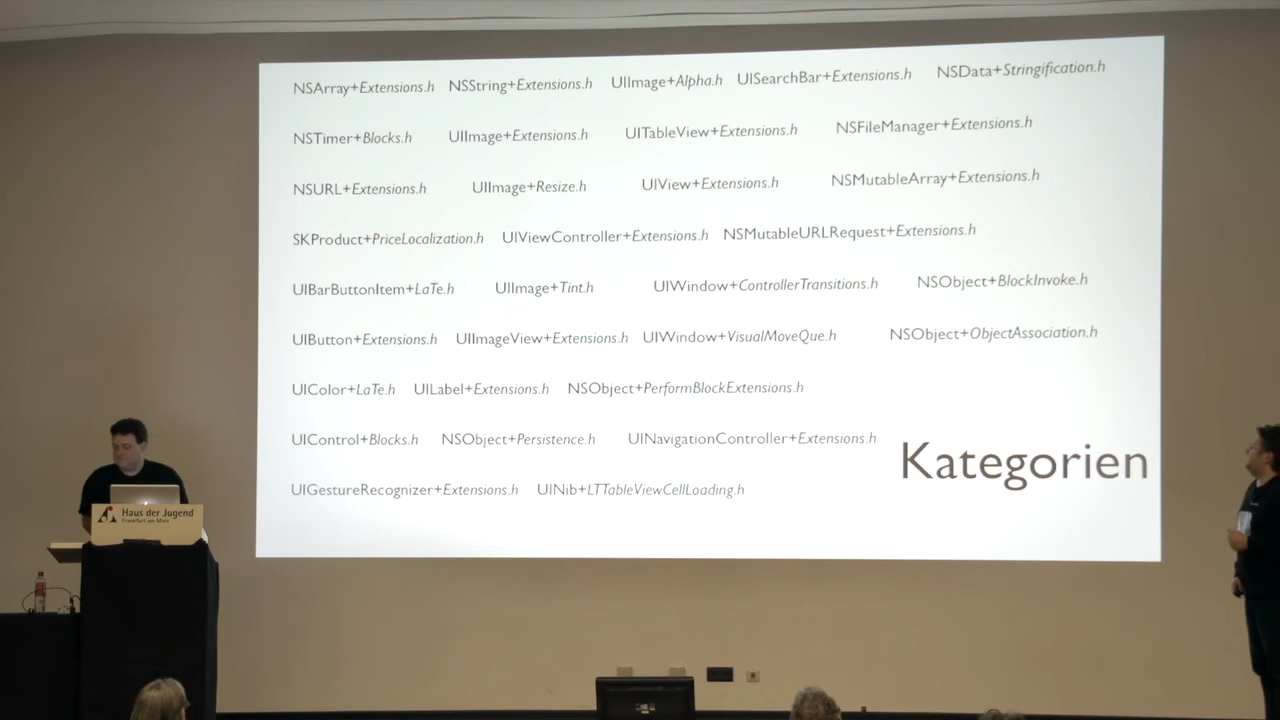 NSArray+Extensions.h NSString+Extensions.h UIImage+Alpha.h UISearchBar+Extensions.h NSData+Stringification.h
NSTimer+Blocks.h UIImage+Extensions.h UITableView+Extensions.h NSFileManager+Extensions.h
NSURL+Extensions.h UIImage+Resize.h UIView+Extensions.h NSMutableArray+Extensions.h
SKProduct+PriceLocalization.h UIViewController+Extensions.h NSMutableURLRequest+Extensions.h
UIBarButtonItem+LaTe.h UIImage+Tint.h UIWindow+ControllerTransitions.h NSObject+BlockInvoke.h
UIButton+Extensions.h UIImageView+Extensions.h UIWindow+VisualMoveQue.h NSObject+ObjectAssociation.h
UIColor+LaTe.h UILabel+Extensions.h NSObject+PerformBlockExtensions.h
UIControl+Blocks.h NSObject+Persistence.h UINavigationController+Extensions.h
Kategorien
UIGestureRecognizer+Extensions.h UINib+LTTableViewCellLoading.h
Haus der Jugend
Frankfurt am Main